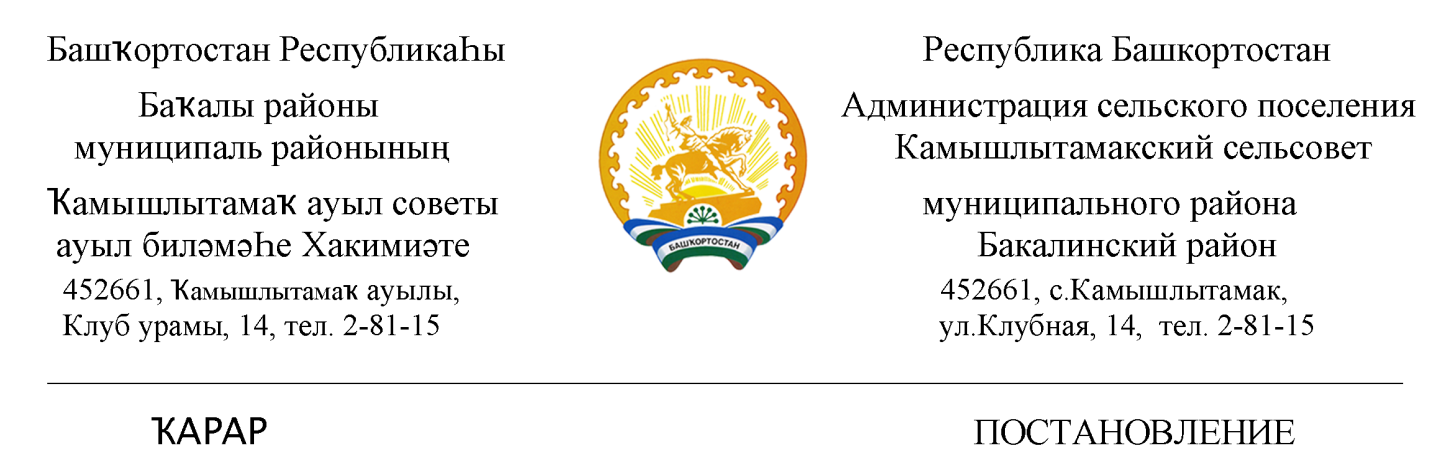 Башҡортостан Республикаһы
Баҡалы районы
муниципаль районының
Ҡамышлытамаҡ ауыл советы
ауыл биләмәһе Хакимиәте
452661, Ҡамышлытамаҡ ауылы,
Клуб урамы, 14, тел. 2-81-15
БАШҠОРТОСТАН
Республика Башкортостан
Администрация сельского поселения
Камышлытамакский сельсовет
муниципального района
Бакалинский район
452661, с.Камышлытамак,
ул.Клубная, 14, тел. 2-81-15
ҠАРАР
ПОСТАНОВЛЕНИЕ